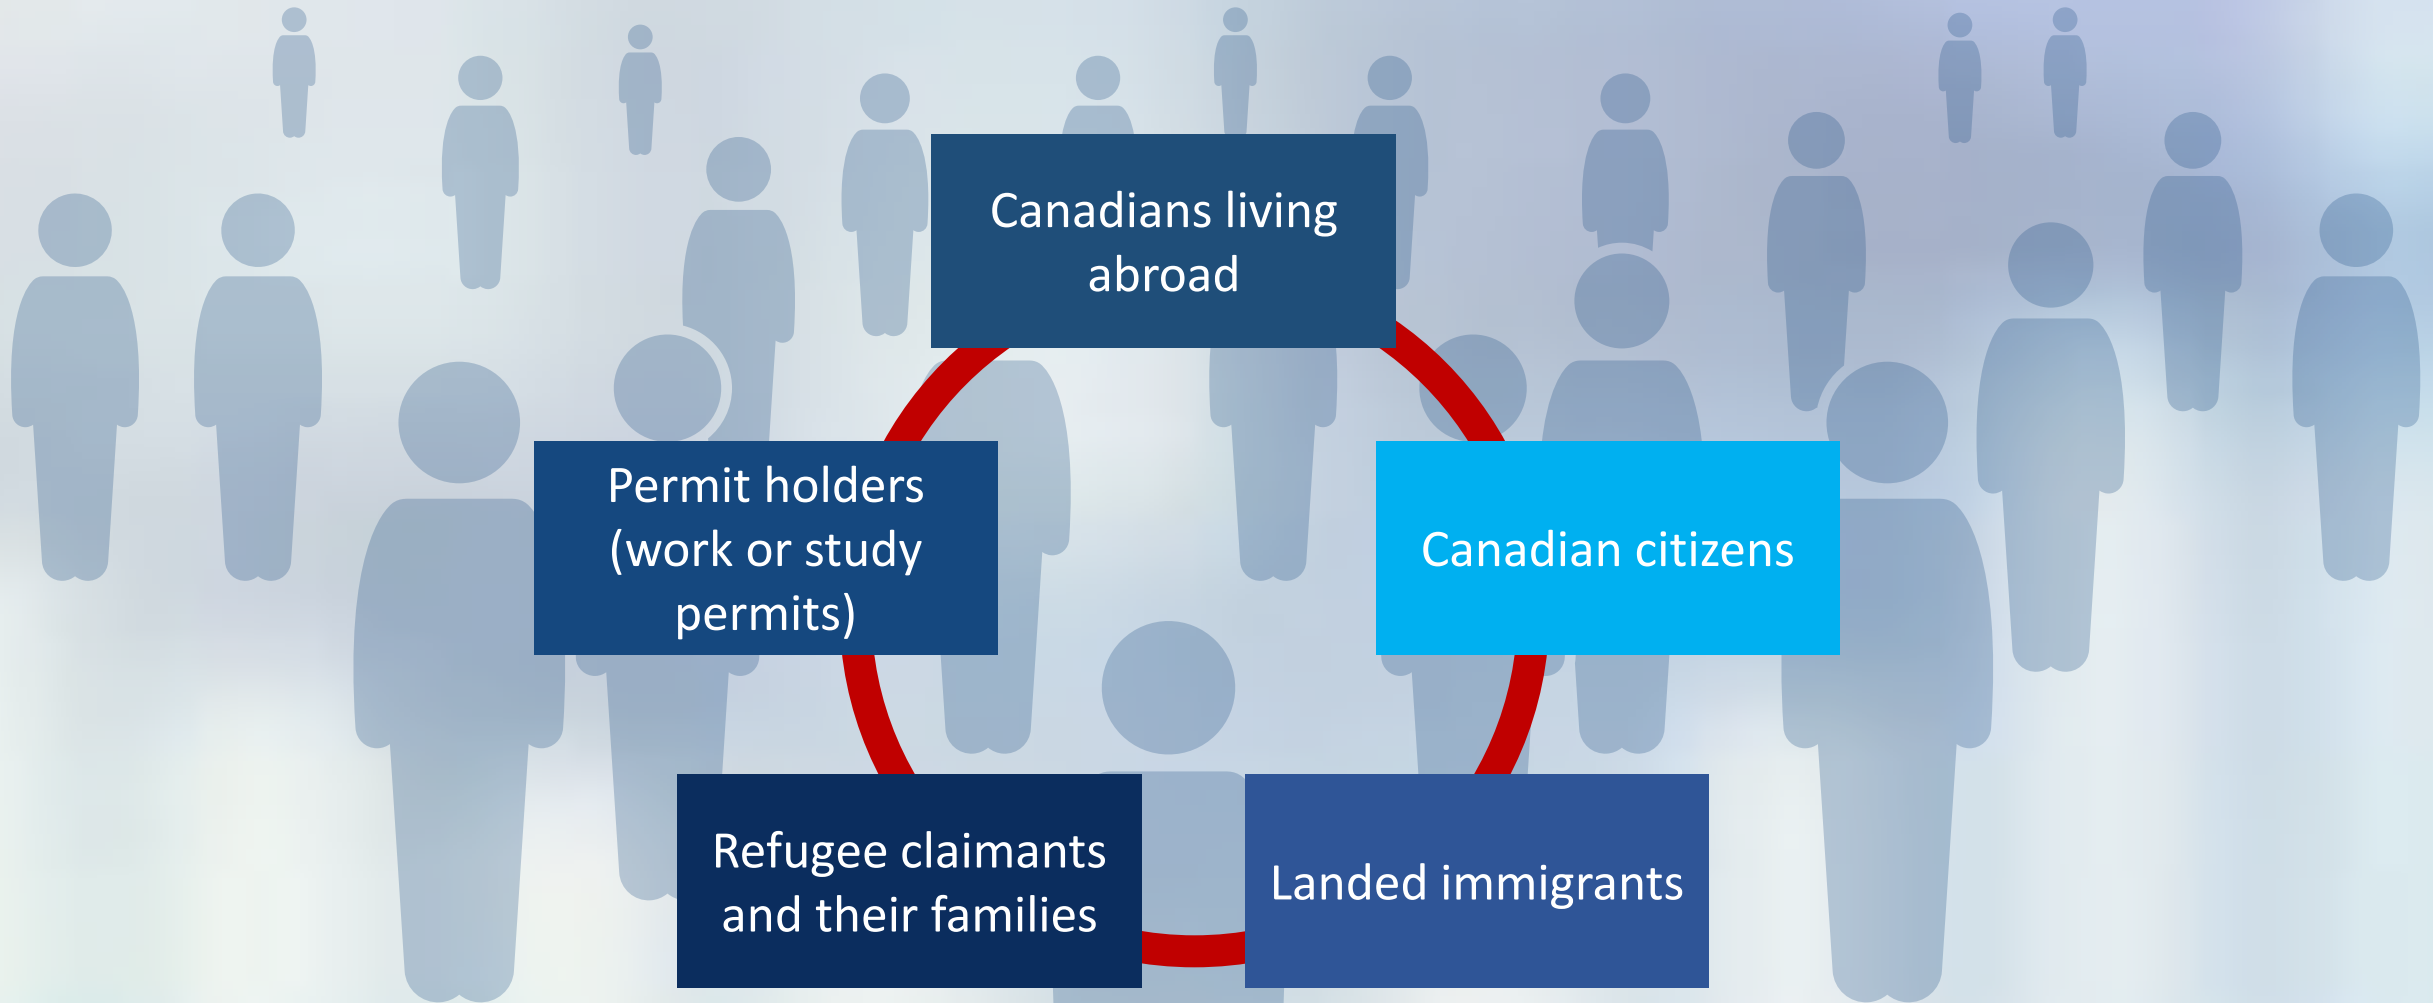 Canadians living
abroad
Permit holders
(work or study
permits)
Canadian citizens
Refugee claimants
and their families
Landed immigrants